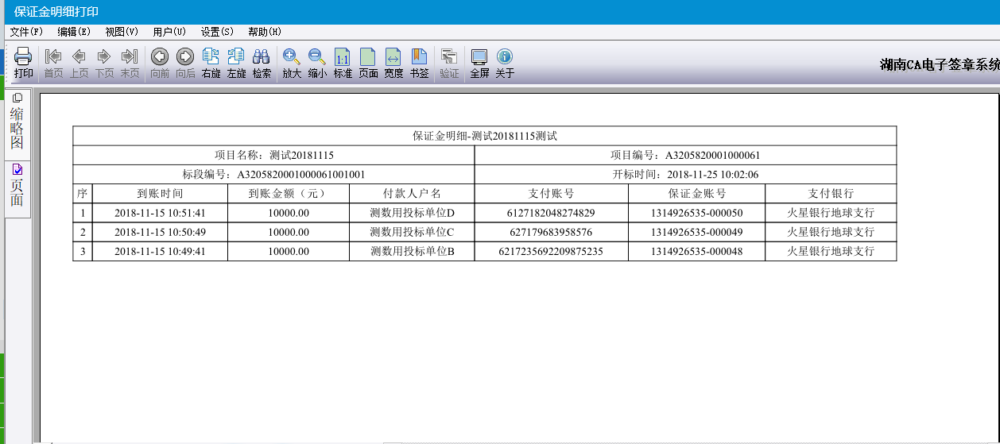 保证金明细打印
文件(F) 编辑(E) 视图(V) 用户(U) 设置(S) 帮助(H)
打印 首页 上页 下页 末页 向前 向后 右旋 左旋 检索 放大 缩小 1:1 标准 页面 宽度 书签 验证 全屏 关于 湖南CA电子签章系统
缩略图
页面
保证金明细-测试20181115测试
项目名称：测试20181115 项目编号：A3205820001000061
标段编号：A3205820001000061001001 开标时间：2018-11-25 10:02:06
序 到账时间 到账金额（元） 付款人户名 支付账号 保证金账号 支付银行
1 2018-11-15 10:51:41 10000.00 测数用投标单位D 6127182048274829 1314926535-000050 火星银行地球支行
2 2018-11-15 10:50:49 10000.00 测数用投标单位C 627179683958576 1314926535-000049 火星银行地球支行
3 2018-11-15 10:49:41 10000.00 测数用投标单位B 6217235692209875235 1314926535-000048 火星银行地球支行